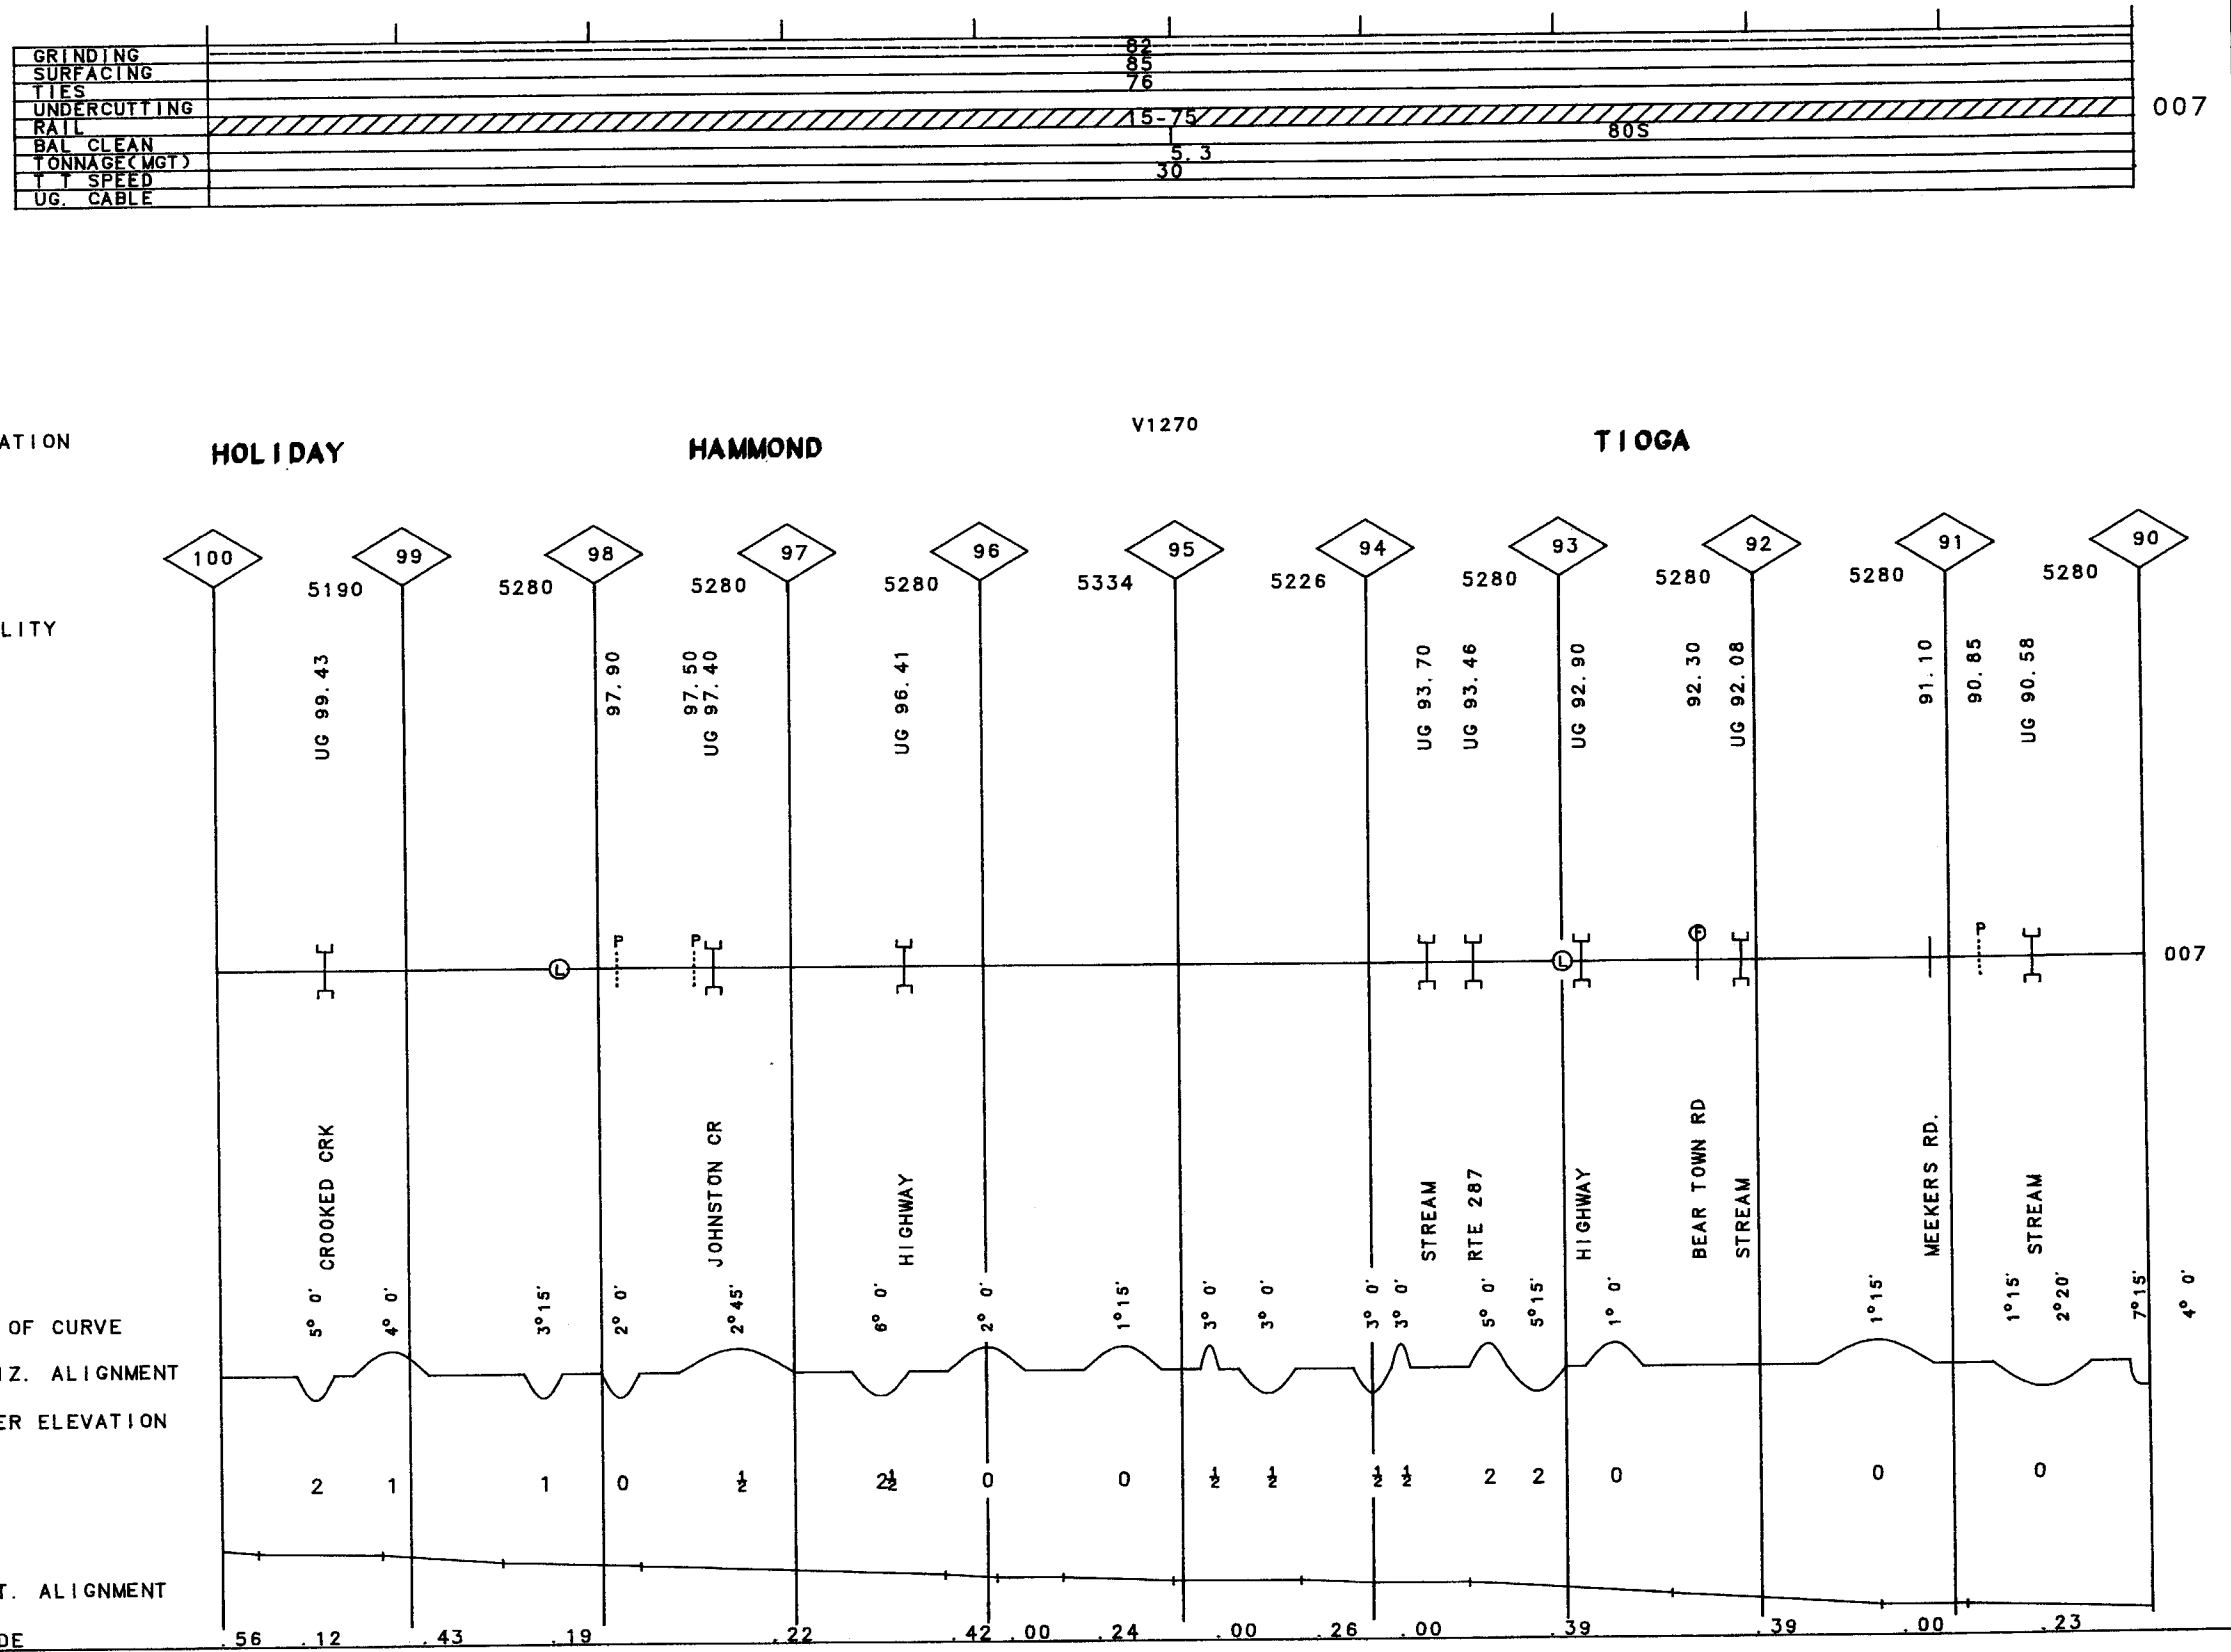 GRINDING 82
SURFACING 85
TIES 76
UNDERCUTTING
RAIL 15-75 80S
007
BAL CLEAN
TONNAGE(MGT) 5.3
T T SPEED 30
UG. CABLE
V1270
ATION HOLIDAY HAMMOND TIOGA
100 99 98 97 96 95 94 93 92 91 90
5190 5280 5280 5280 5334 5226 5280 5280 5280 5280
LITY
UG 99.43 97.90 97.50 UG 97.40 UG 96.41 UG 93.70 UG 93.46 UG 92.90 92.30 UG 92.08 91.10 90.85 UG 90.58
L P P L F P 007
CROOKED CRK JOHNSTON CR HIGHWAY STREAM RTE 287 HIGHWAY BEAR TOWN RD STREAM MEEKERS RD. STREAM
OF CURVE 5° 0' 4° 0' 3°15' 2° 0' 2°45' 6° 0' 2° 0' 1°15' 3° 0' 3° 0' 3° 0' 3° 0' 5° 0' 5°15' 1° 0' 1°15' 1°15' 2°20' 7°15' 4° 0'
IZ. ALIGNMENT
ER ELEVATION
2 1 1 0 ½ 2½ 0 0 ½ ½ ½ ½ 2 2 0 0 0
T. ALIGNMENT
DE .56 .12 .43 .19 .22 .42 .00 .24 .00 .26 .00 .39 .39 .00 .23